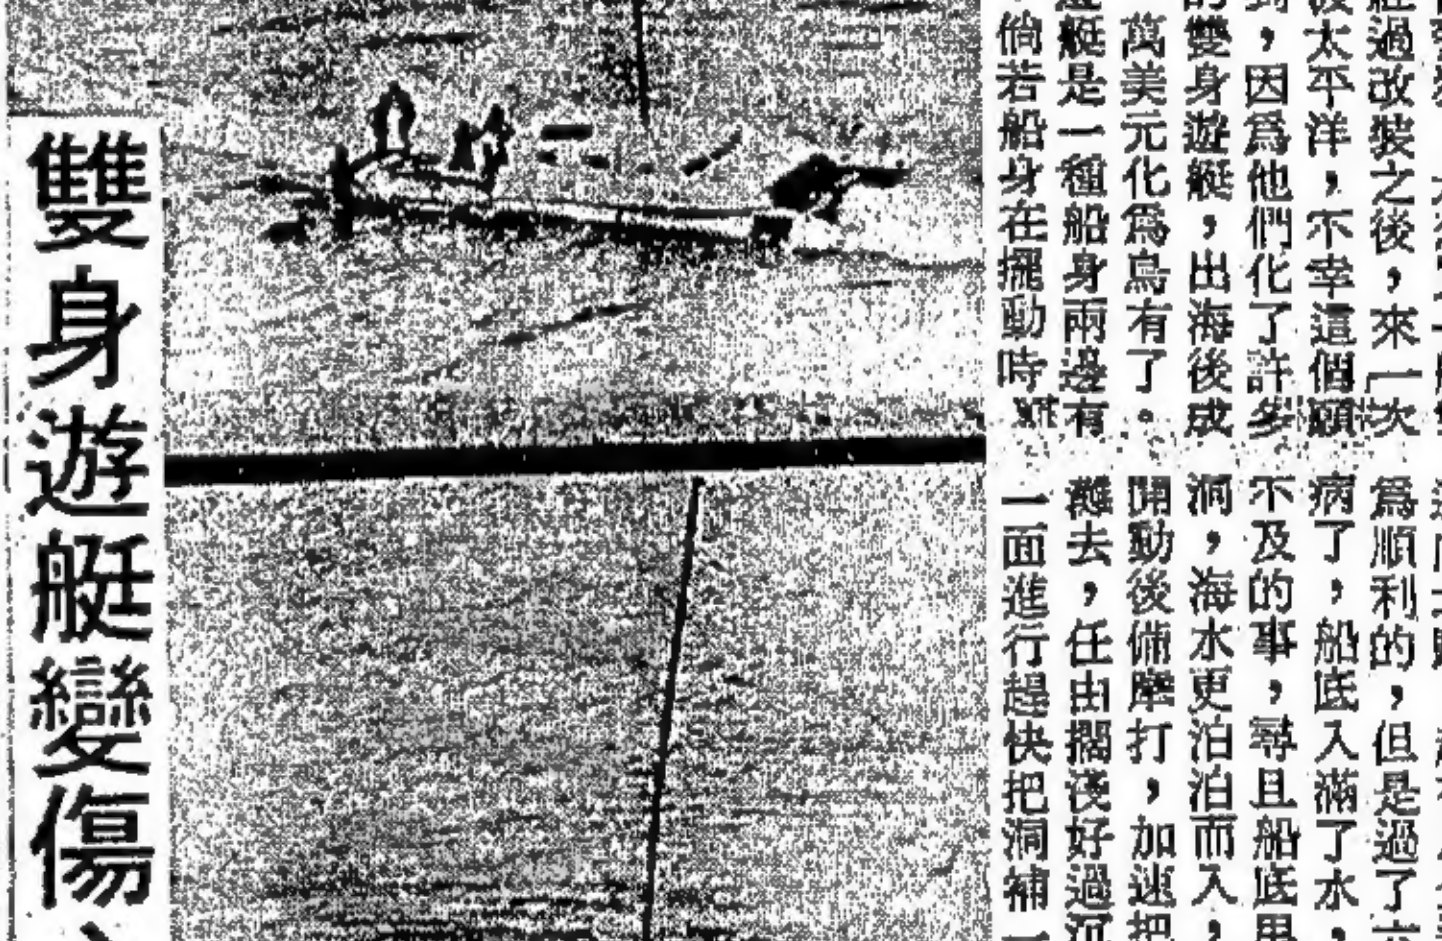 經過改裝之後，來一次
渡太平洋，不幸這個願
到，因爲他們化了許多
的雙身遊艇，出海後成
萬美元化爲烏有了。
遊艇是一種船身兩邊有
倘若船身在擺動時
爲順利的，但是過了六
病了，船底入滿了水，
不及的事，尋且船底里
洞，海水更泊泊而入，
開動後備摩打，加速把
難去，任由擱淺好過沉
一面進行趕快把洞補一
雙身遊艇變傷